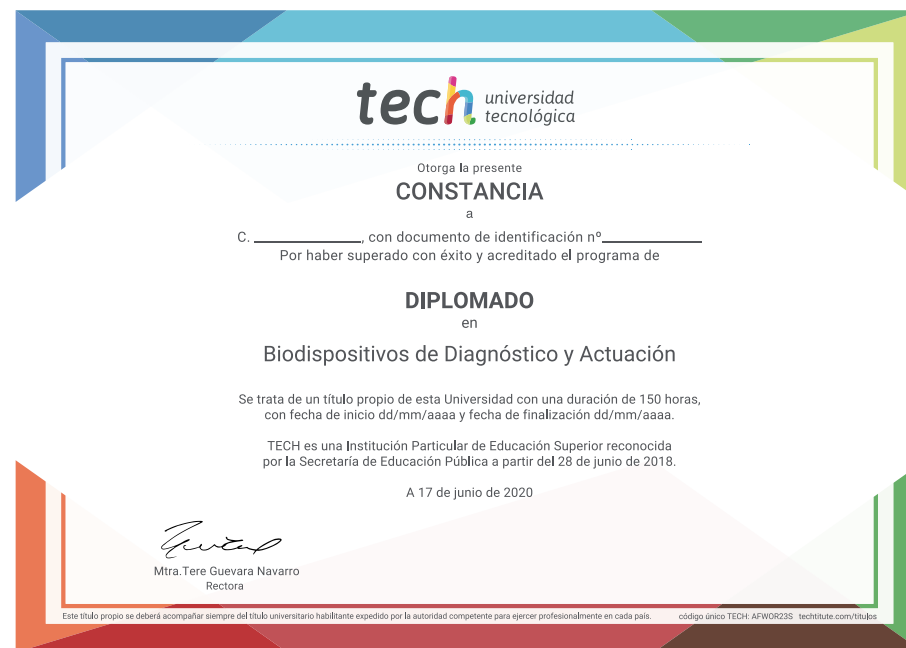 tech universidad
tecnológica
Otorga la presente
CONSTANCIA
a
C. ____________, con documento de identificación nº____________
Por haber superado con éxito y acreditado el programa de
DIPLOMADO
en
Biodispositivos de Diagnóstico y Actuación
Se trata de un título propio de esta Universidad con una duración de 150 horas,
con fecha de inicio dd/mm/aaaa y fecha de finalización dd/mm/aaaa.
TECH es una Institución Particular de Educación Superior reconocida
por la Secretaría de Educación Pública a partir del 28 de junio de 2018.
A 17 de junio de 2020
Mtra.Tere Guevara Navarro
Rectora
Este título propio se deberá acompañar siempre del título universitario habilitante expedido por la autoridad competente para ejercer profesionalmente en cada país. código único TECH: AFWOR23S techtitute.com/titulos